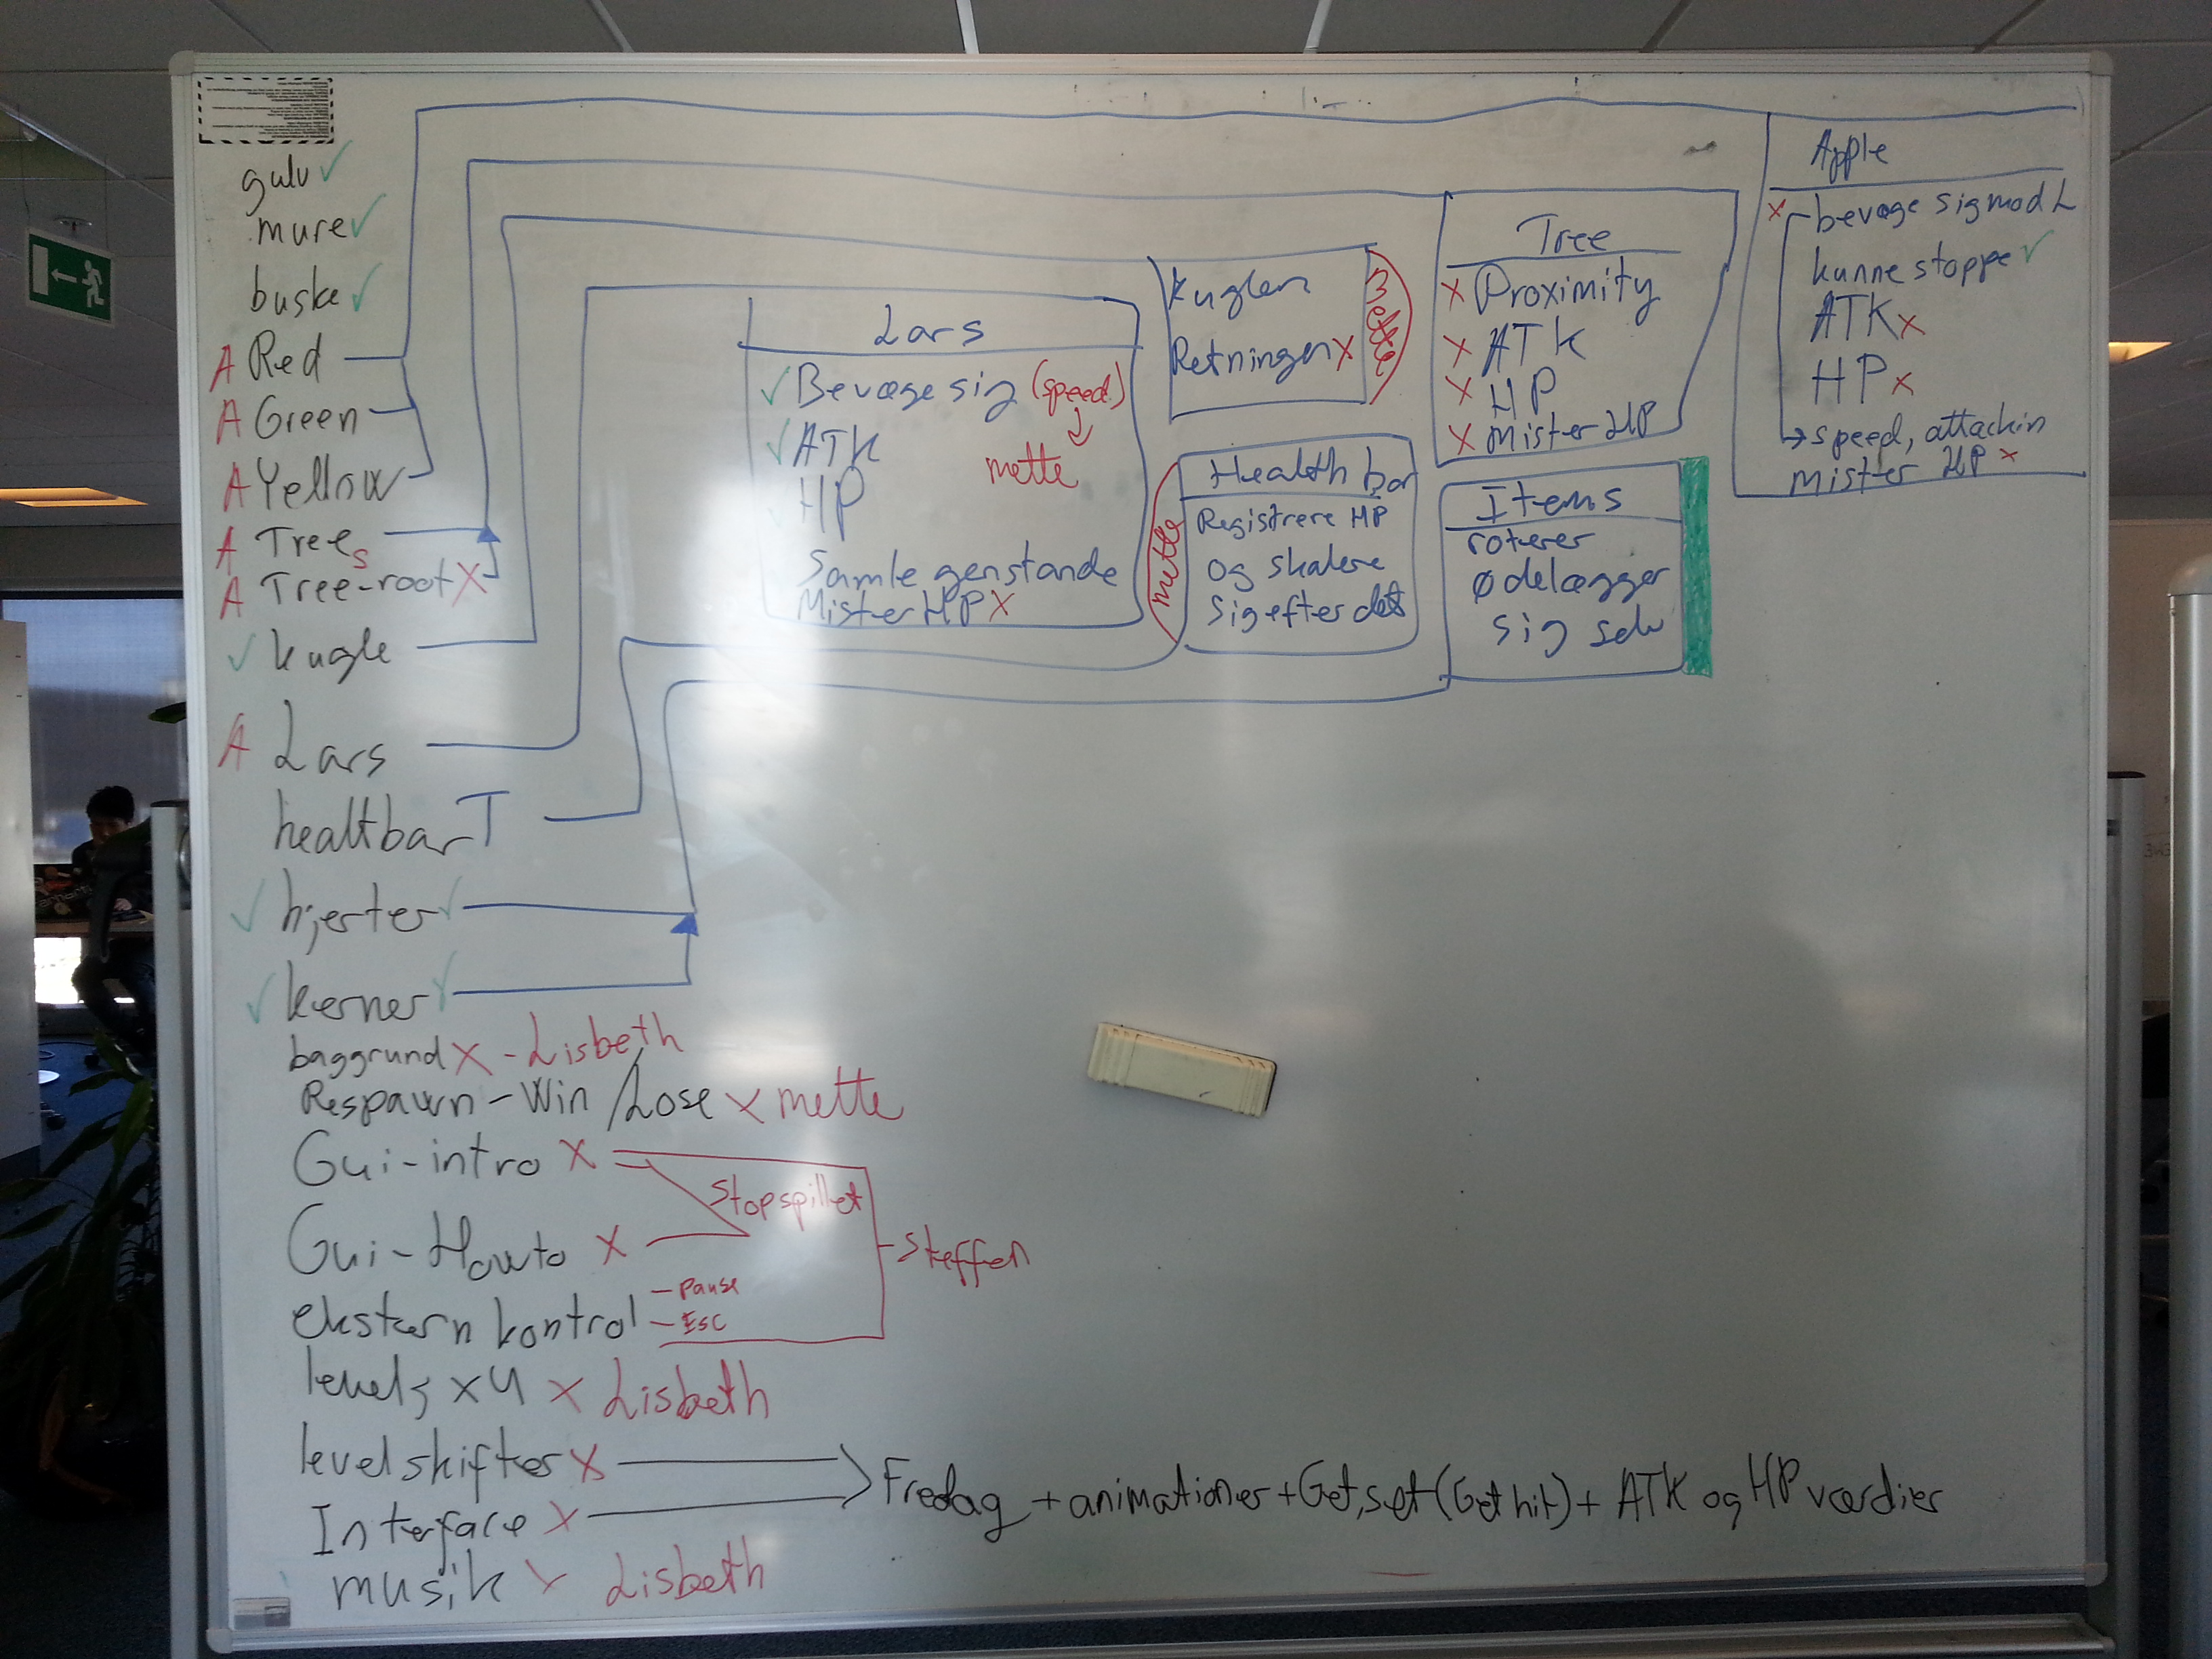 gulv ✓
mure ✓
buske ✓
A Red
A Green
A Yellow
A Trees
A Tree-root X
✓ kugle
A Lars
healtbar T
✓ hjerter ✓
✓ kerner ✓
baggrund X - Lisbeth
Respawn - Win / Lose X mette
Gui-intro X
stop spillet
Gui-Howto X
steffen
ekstern kontrol - Pause
- Esc
levels x4 X Lisbeth
levelskifter X
Interface X
Fredag + animationer + Get, set (Get hit) + ATK og HP værdier
musik X Lisbeth
Lars
✓ Bevæge sig (speed)
mette
✓ ATK
HP
Samle genstande
Mister HP X
Kuglen
Retningen X
mette
Health bar
Registrere HP
og skalere
sig efter det
mette
Tree
X Proximity
X ATK
X HP
X Mister HP
Items
roterer
ødelægger
sig selv
Apple
X bevæge sig mod L
kunne stoppe ✓
ATK X
HP X
speed, attackin
mister HP X